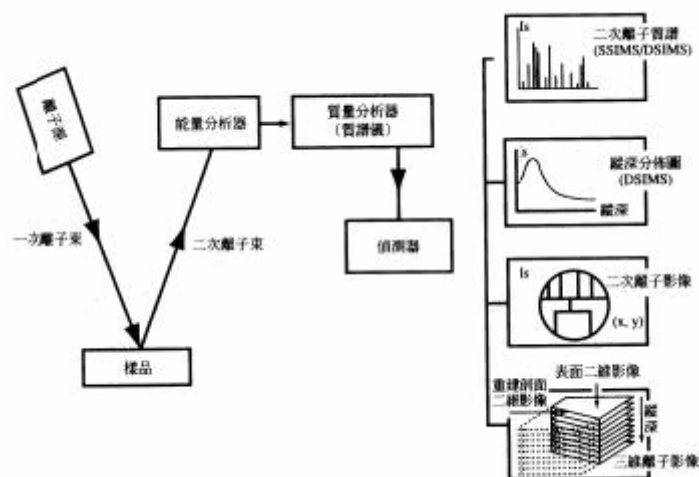 離子源
一次離子束
樣品
二次離子束
能量分析器
質量分析器
(質譜儀)
偵測器
Is
二次離子質譜
(SSIMS/DSIMS)
Is
縱深分佈圖
(DSIMS)
縱深
Is
二次離子影像
(x, y)
表面二維影像
重建剖面
二維影像
縱深
三維離子影像